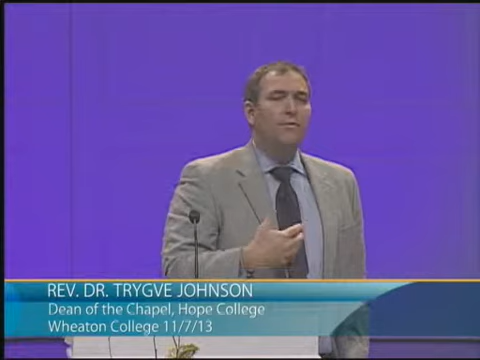 REV. DR. TRYGVE JOHNSON
Dean of the Chapel, Hope College
Wheaton College 11/7/13